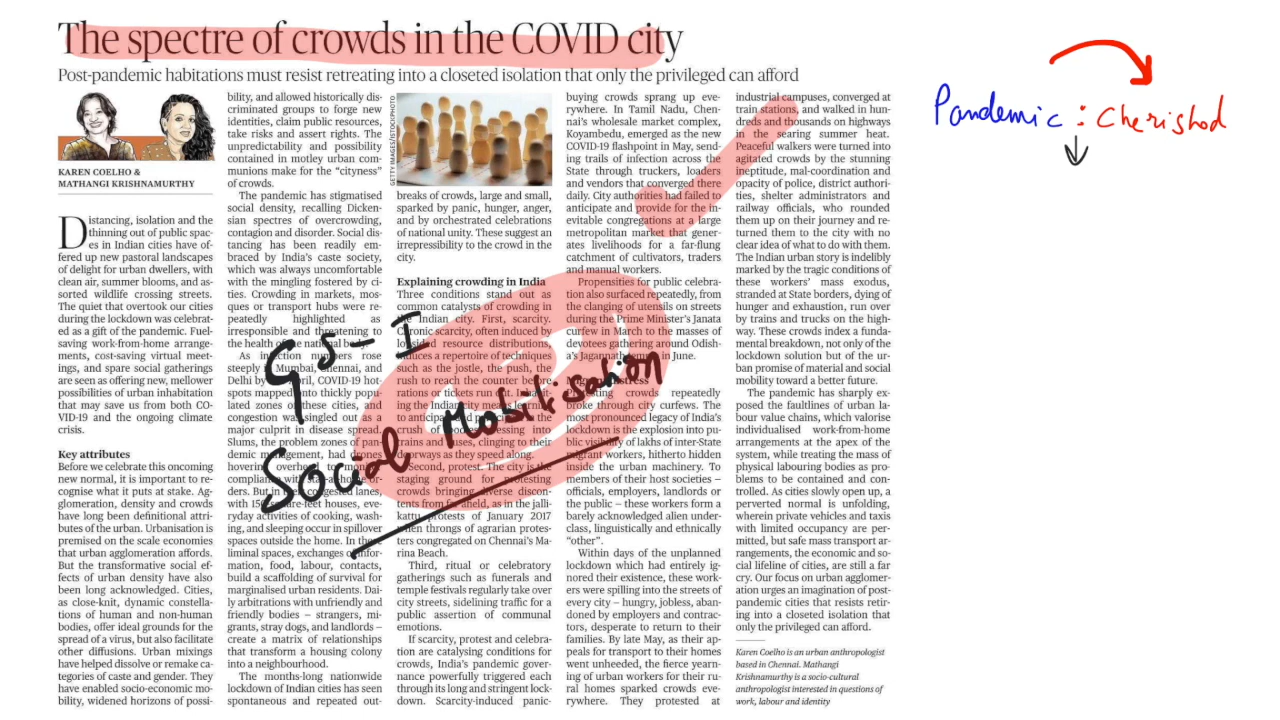 The spectre of crowds in the COVID city
Post-pandemic habitations must resist retreating into a closeted isolation that only the privileged can afford
KAREN COELHO &
MATHANGI KRISHNAMURTHY
Distancing, isolation and the
thinning out of public spac-
es in Indian cities have of-
fered up new pastoral landscapes
of delight for urban dwellers, with
clean air, summer blooms, and as-
sorted wildlife crossing streets.
The quiet that overtook our cities
during the lockdown was celebrat-
ed as a gift of the pandemic. Fuel-
saving work-from-home arrange-
ments, cost-saving virtual meet-
ings, and spare social gatherings
are seen as offering new, mellower
possibilities of urban inhabitation
that may save us from both CO-
VID-19 and the ongoing climate
crisis.
Key attributes
Before we celebrate this oncoming
new normal, it is important to re-
cognise what it puts at stake. Ag-
glomeration, density and crowds
have long been definitional attri-
butes of the urban. Urbanisation is
premised on the scale economies
that urban agglomeration affords.
But the transformative social ef-
fects of urban density have also
been long acknowledged. Cities,
as close-knit, dynamic constella-
tions of human and non-human
bodies, offer ideal grounds for the
spread of a virus, but also facilitate
other diffusions. Urban mixings
have helped dissolve or remake ca-
tegories of caste and gender. They
have enabled socio-economic mo-
bility, widened horizons of possi-
bility, and allowed historically dis-
criminated groups to forge new
identities, claim public resources,
take risks and assert rights. The
unpredictability and possibility
contained in motley urban com-
munions make for the "cityness"
of crowds.
The pandemic has stigmatised
social density, recalling Dicken-
sian spectres of overcrowding,
contagion and disorder. Social dis-
tancing has been readily em-
braced by India's caste society,
which was always uncomfortable
with the mingling fostered by ci-
ties. Crowding in markets, mos-
ques or transport hubs were re-
peatedly highlighted as
irresponsible and threatening to
the health of the national body.
As infection numbers rose
steeply in Mumbai, Chennai, and
Delhi by April, COVID-19 hot-
spots mapped onto thickly popu-
lated zones of these cities, and
congestion was singled out as a
major culprit in disease spread.
Slums, the problem zones of pan-
demic management, had drones
hovering overhead to monitor
compliance with stay-at-home or-
ders. But in the congested lanes,
with 150 square-feet houses, eve-
ryday activities of cooking, wash-
ing, and sleeping occur in spillover
spaces outside the home. In these
liminal spaces, exchanges of infor-
mation, food, labour, contacts,
build a scaffolding of survival for
marginalised urban residents. Dai-
ly arbitrations with unfriendly and
friendly bodies – strangers, mi-
grants, stray dogs, and landlords –
create a matrix of relationships
that transform a housing colony
into a neighbourhood.
The months-long nationwide
lockdown of Indian cities has seen
spontaneous and repeated out-
GETTY IMAGES/ISTOCKPHOTO
breaks of crowds, large and small,
sparked by panic, hunger, anger,
and by orchestrated celebrations
of national unity. These suggest an
irrepressibility to the crowd in the
city.
Explaining crowding in India
Three conditions stand out as
common catalysts of crowding in
the Indian city. First, scarcity.
Chronic scarcity, often induced by
resource distributions,
induces a repertoire of techniques
such as the jostle, the push, the
rush to reach the counter before
rations run out.
ing the Indian city means
to anticipate and in the
crush of bodies pressing into
trains and buses, clinging to their
doorways as they speed along.
Second, protest. The city is the
staging ground for protesting
crowds bringing diverse discon-
tents from far afield, as in the jalli-
kattu protests of January 2017
when throngs of agrarian protes-
ters congregated on Chennai's Ma-
rina Beach.
Third, ritual or celebratory
gatherings such as funerals and
temple festivals regularly take over
city streets, sidelining traffic for a
public assertion of communal
emotions.
If scarcity, protest and celebra-
tion are catalysing conditions for
crowds, India's pandemic gover-
nance powerfully triggered each
through its long and stringent lock-
down. Scarcity-induced panic-
buying crowds sprang up eve-
rywhere. In Tamil Nadu, Chen-
nai's wholesale market complex,
Koyambedu, emerged as the new
COVID-19 flashpoint in May, send-
ing trails of infection across the
State through truckers, loaders
and vendors that converged there
daily. City authorities had failed to
anticipate and provide for the in-
evitable congregations at a large
metropolitan market that gener-
ates livelihoods for a far-flung
catchment of cultivators, traders
and manual workers.
Propensities for public celebra-
tion also surfaced repeatedly, from
the clanging of utensils on streets
during the Prime Minister's Janata
curfew in March to the masses of
devotees gathering around Odish-
a's Jagannath temple in June.
Migrant distress
Protesting crowds repeatedly
broke through city curfews. The
most pronounced legacy of India's
lockdown is the explosion into pu-
blic visibility of lakhs of inter-State
migrant workers, hitherto hidden
inside the urban machinery. To
members of their host societies –
officials, employers, landlords or
the public – these workers form a
barely acknowledged alien under-
class, linguistically and ethnically
"other".
Within days of the unplanned
lockdown which had entirely ig-
nored their existence, these work-
ers were spilling into the streets of
every city – hungry, jobless, aban-
doned by employers and contrac-
tors, desperate to return to their
families. By late May, as their ap-
peals for transport to their homes
went unheeded, the fierce yearn-
ing of urban workers for their ru-
ral homes sparked crowds eve-
rywhere. They protested at
industrial campuses, converged at
train stations, and walked in hun-
dreds and thousands on highways
in the searing summer heat.
Peaceful walkers were turned into
agitated crowds by the stunning
ineptitude, mal-coordination and
opacity of police, district authori-
ties, shelter administrators and
railway officials, who rounded
them up on their journey and re-
turned them to the city with no
clear idea of what to do with them.
The Indian urban story is indelibly
marked by the tragic conditions of
these workers' mass exodus,
stranded at State borders, dying of
hunger and exhaustion, run over
by trains and trucks on the high-
way. These crowds index a funda-
mental breakdown, not only of the
lockdown solution but of the ur-
ban promise of material and social
mobility toward a better future.
The pandemic has sharply ex-
posed the faultlines of urban la-
bour value chains, which valorise
individualised work-from-home
arrangements at the apex of the
system, while treating the mass of
physical labouring bodies as pro-
blems to be contained and con-
trolled. As cities slowly open up, a
perverted normal is unfolding,
wherein private vehicles and taxis
with limited occupancy are per-
mitted, but safe mass transport ar-
rangements, the economic and so-
cial lifeline of cities, are still a far
cry. Our focus on urban agglomer-
ation urges an imagination of post-
pandemic cities that resists retir-
ing into a closeted isolation that
only the privileged can afford.
Karen Coelho is an urban anthropologist
based in Chennai. Mathangi
Krishnamurthy is a socio-cultural
anthropologist interested in questions of
work, labour and identity
GS - I
Social Mobilisation
Pandemic : Cherished